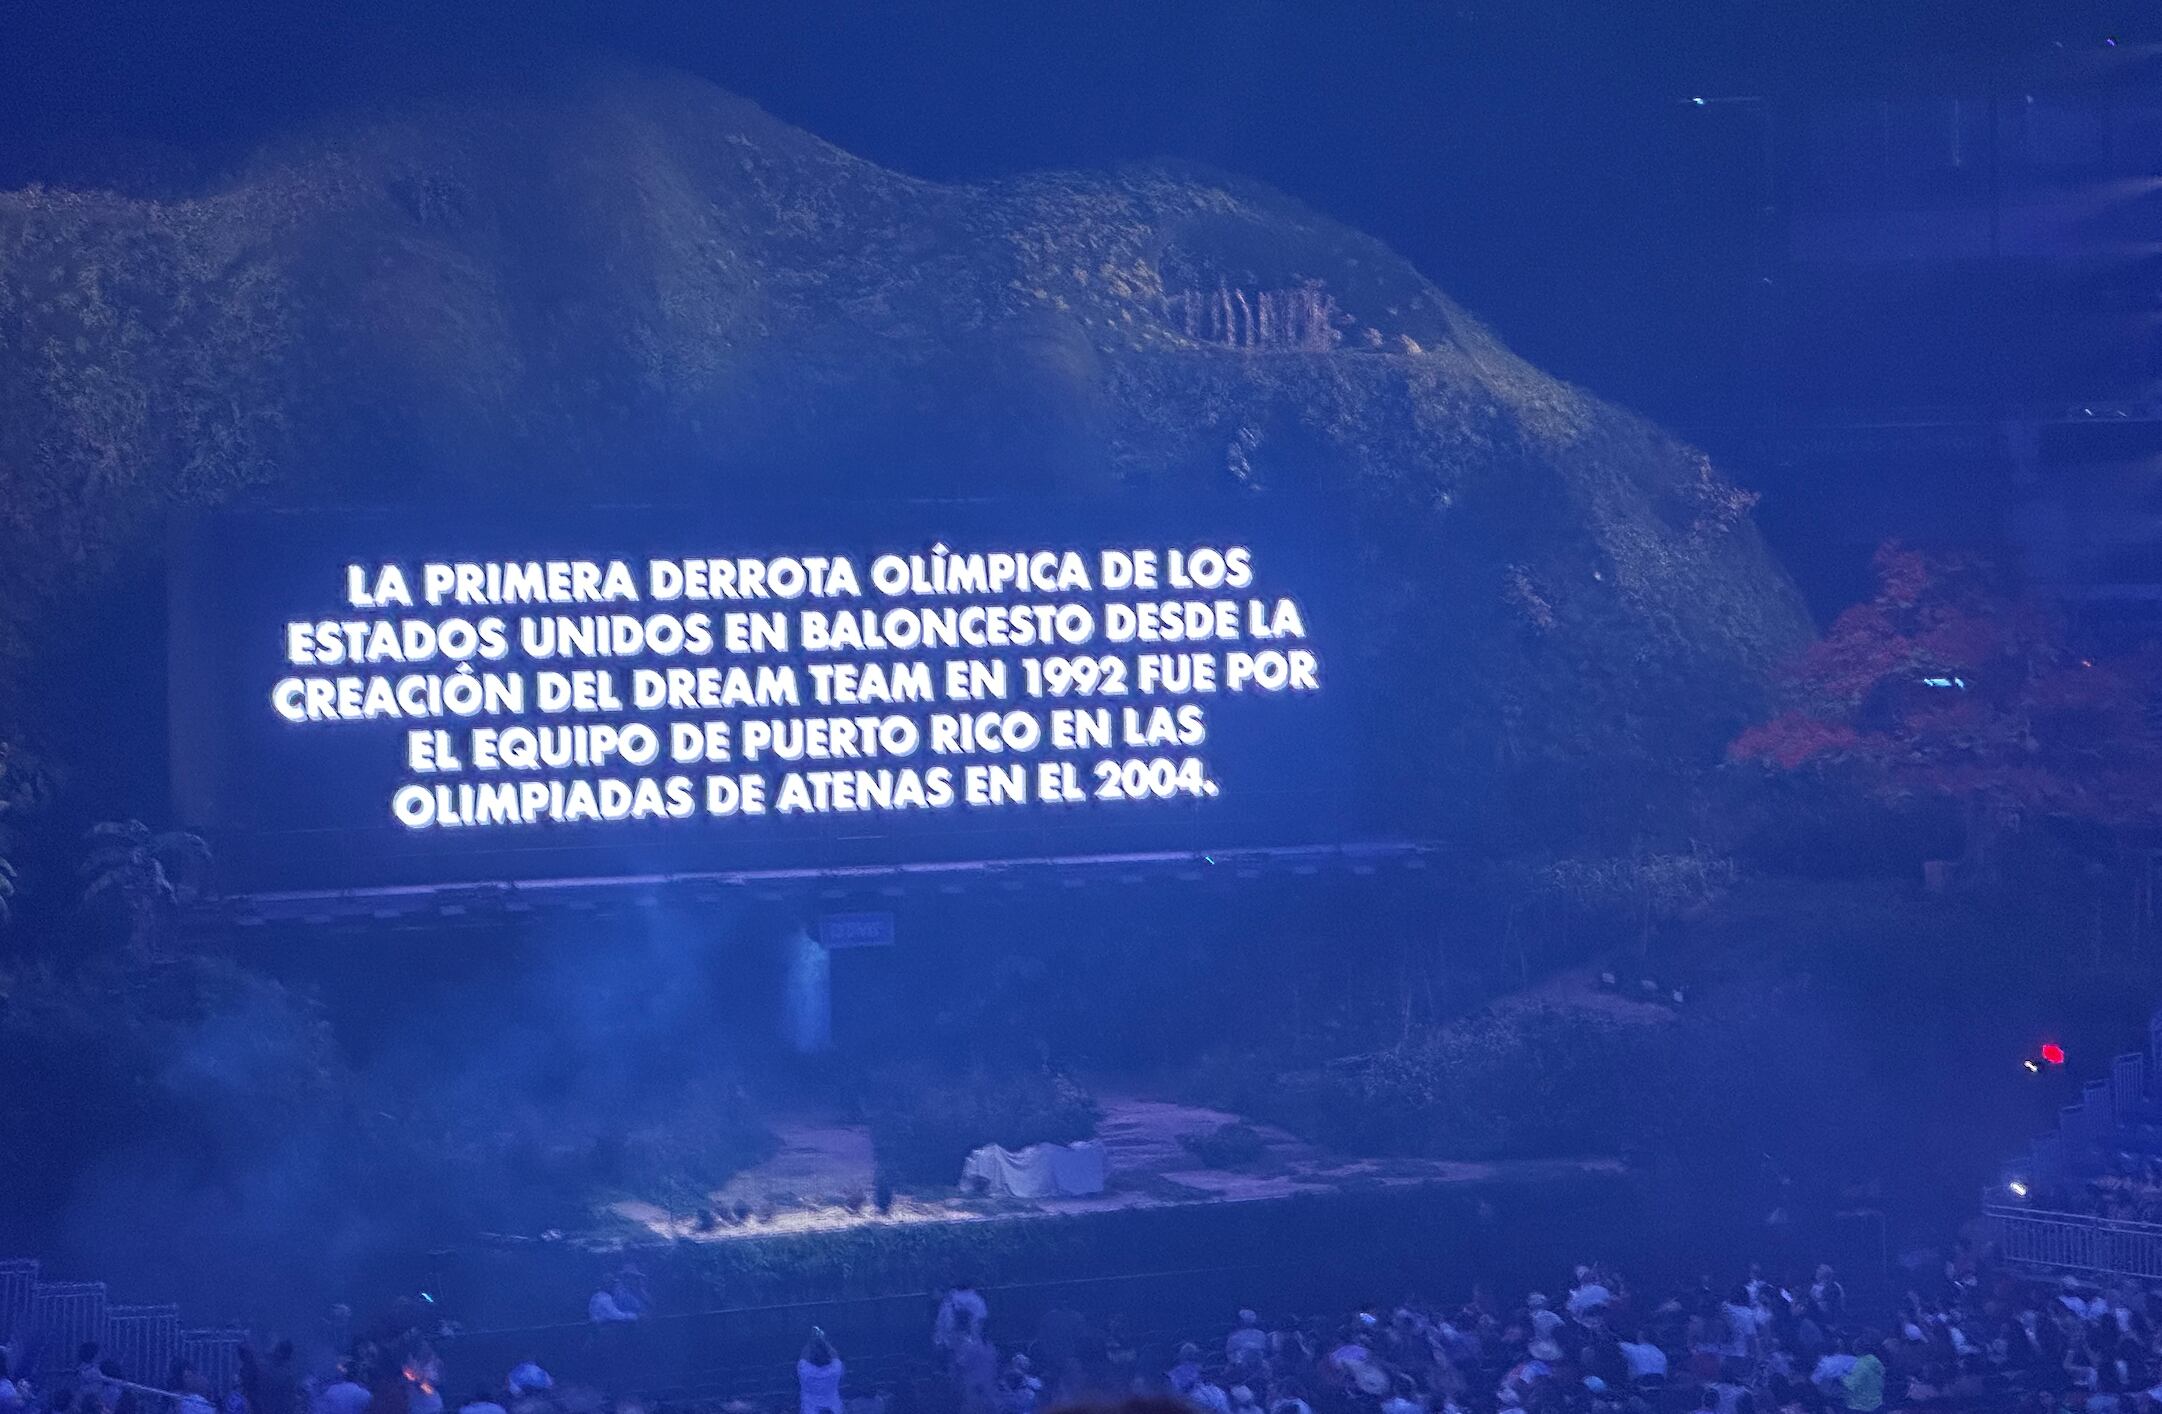 LA PRIMERA DERROTA OLÍMPICA DE LOS
ESTADOS UNIDOS EN BALONCESTO DESDE LA
CREACIÓN DEL DREAM TEAM EN 1992 FUE POR
EL EQUIPO DE PUERTO RICO EN LAS
OLIMPIADAS DE ATENAS EN EL 2004.